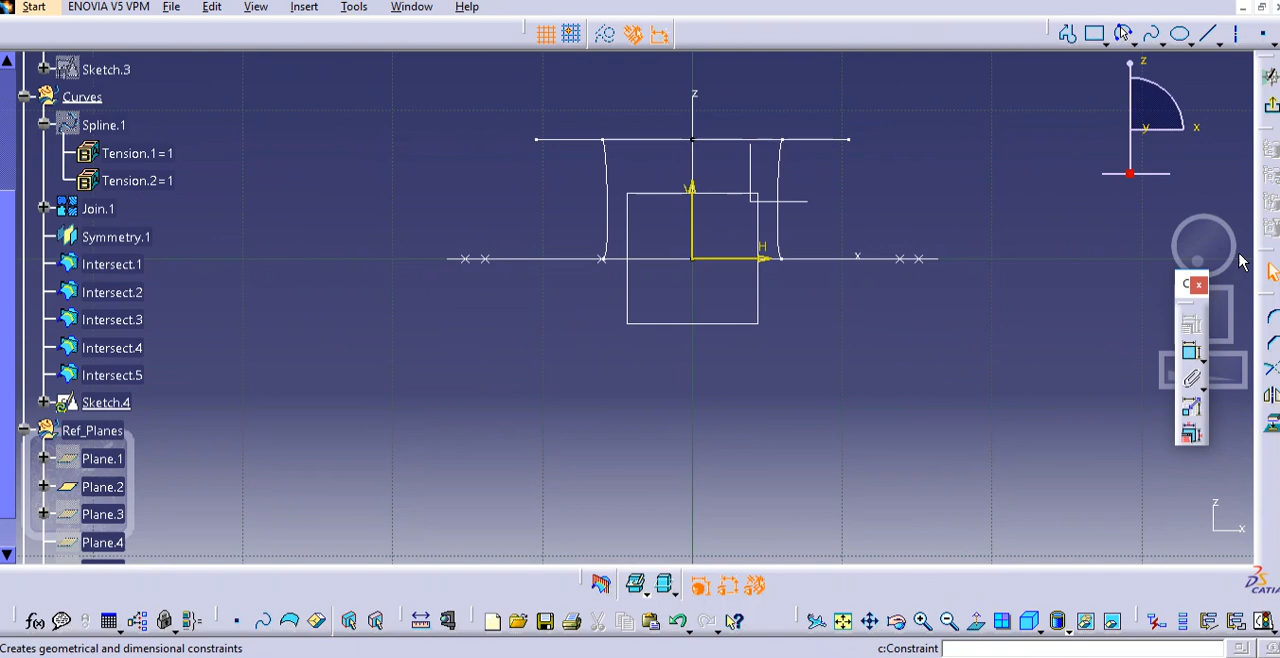 Start ENOVIA V5 VPM File Edit View Insert Tools Window Help
Sketch.3
Curves
Spline.1
Tension.1=1
Tension.2=1
Join.1
Symmetry.1
Intersect.1
Intersect.2
Intersect.3
Intersect.4
Intersect.5
Sketch.4
Ref_Planes
Plane.1
Plane.2
Plane.3
Plane.4
z
V
H
x
z
y
x
C
z
x
DS
CATIA
f(x)
Creates geometrical and dimensional constraints
c:Constraint